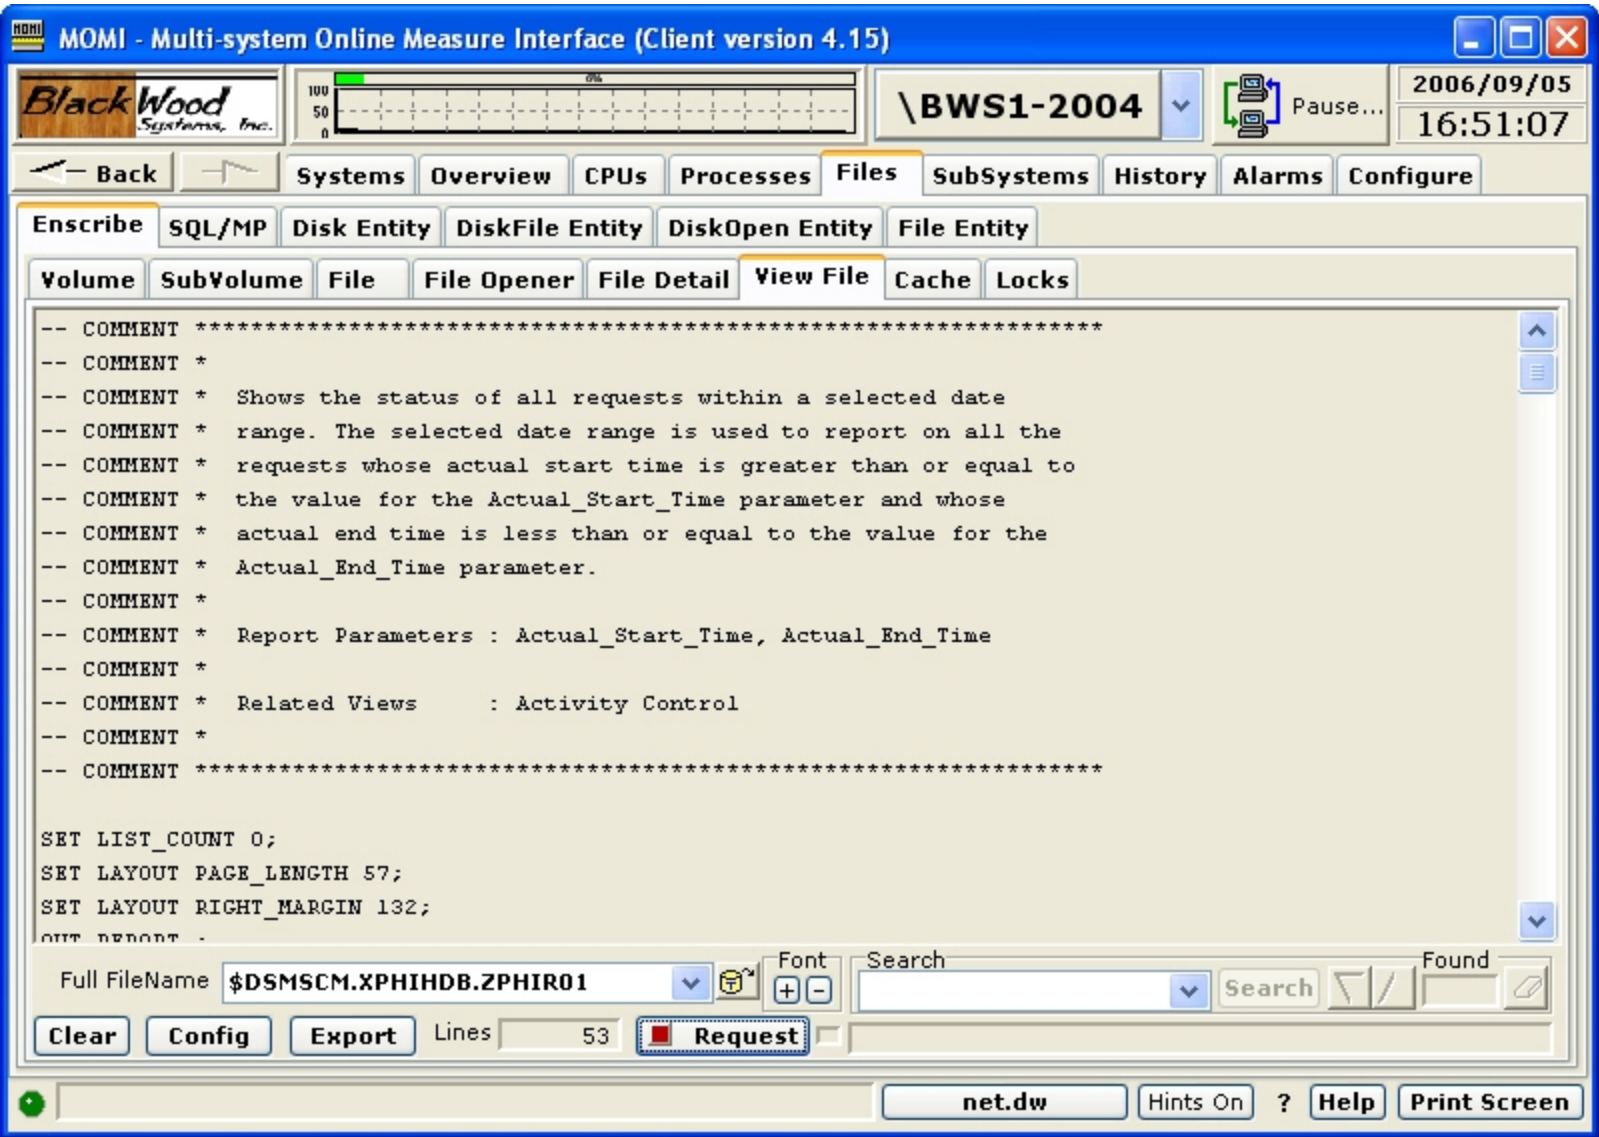 MOMI
MOMI - Multi-system Online Measure Interface (Client version 4.15)
BlackWood
Systems, Inc.
0%
100
50
0
\BWS1-2004
Pause...
2006/09/05
16:51:07
Back
Systems Overview CPUs Processes Files SubSystems History Alarms Configure
Enscribe SQL/MP Disk Entity DiskFile Entity DiskOpen Entity File Entity
Volume SubVolume File File Opener File Detail View File Cache Locks
-- COMMENT *****************************************************************
-- COMMENT *
-- COMMENT *  Shows the status of all requests within a selected date
-- COMMENT *  range. The selected date range is used to report on all the
-- COMMENT *  requests whose actual start time is greater than or equal to
-- COMMENT *  the value for the Actual_Start_Time parameter and whose
-- COMMENT *  actual end time is less than or equal to the value for the
-- COMMENT *  Actual_End_Time parameter.
-- COMMENT *
-- COMMENT *  Report Parameters : Actual_Start_Time, Actual_End_Time
-- COMMENT *
-- COMMENT *  Related Views     : Activity Control
-- COMMENT *
-- COMMENT *****************************************************************
SET LIST_COUNT 0;
SET LAYOUT PAGE_LENGTH 57;
SET LAYOUT RIGHT_MARGIN 132;
OUT_REPORT ;
Full FileName $DSMSCM.XPHIHDB.ZPHIR01 Font + - Search Search Found
Clear Config Export Lines 53 Request
net.dw Hints On ? Help Print Screen